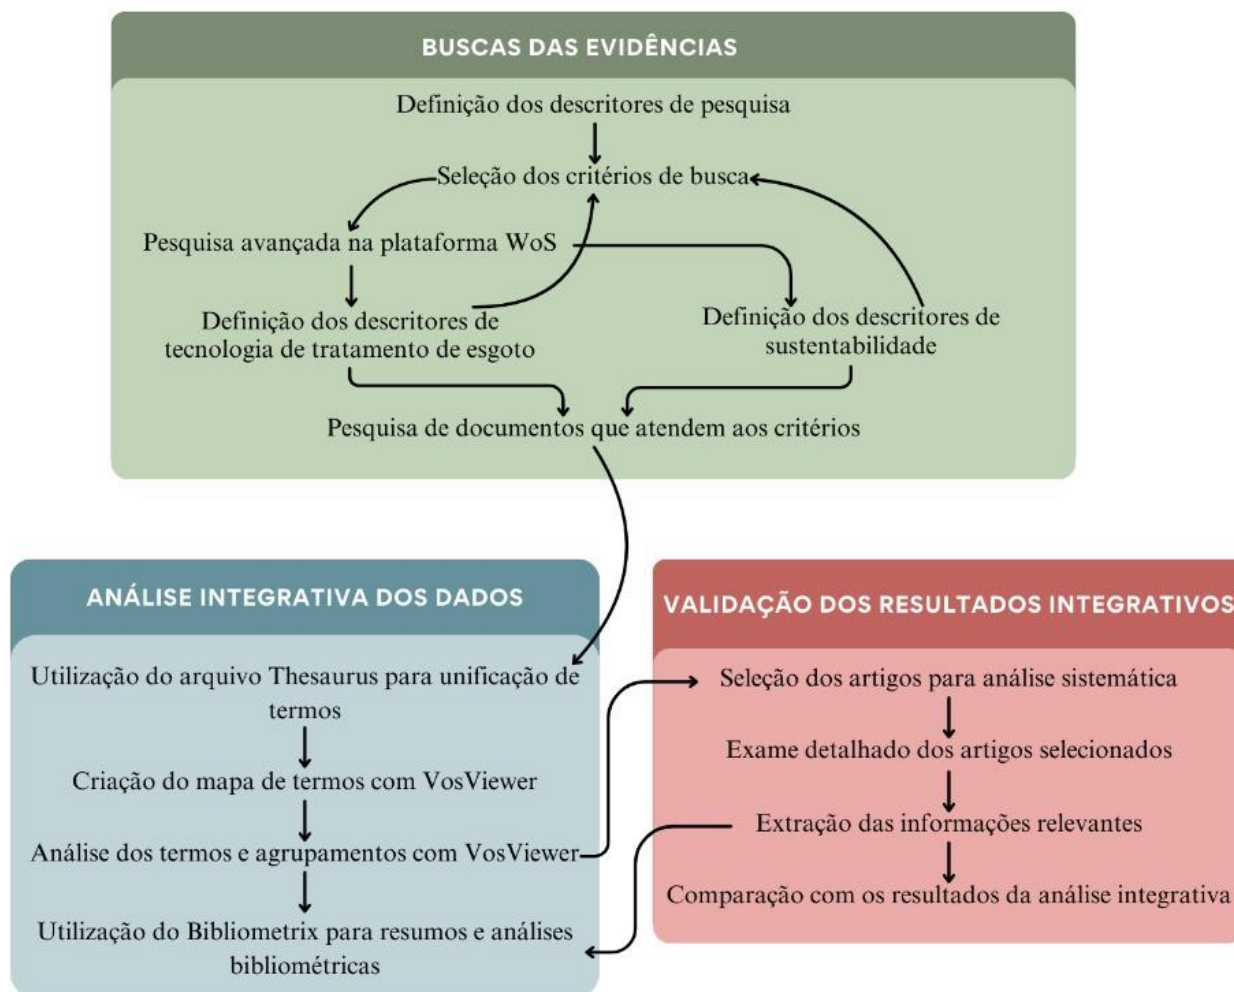 BUSCAS DAS EVIDÊNCIAS
Definição dos descritores de pesquisa
Seleção dos critérios de busca
Pesquisa avançada na plataforma WoS
Definição dos descritores de
tecnologia de tratamento de esgoto
Definição dos descritores de
sustentabilidade
Pesquisa de documentos que atendem aos critérios
ANÁLISE INTEGRATIVA DOS DADOS
Utilização do arquivo Thesaurus para unificação de
termos
Criação do mapa de termos com VosViewer
Análise dos termos e agrupamentos com VosViewer
Utilização do Bibliometrix para resumos e análises
bibliométricas
VALIDAÇÃO DOS RESULTADOS INTEGRATIVOS
Seleção dos artigos para análise sistemática
Exame detalhado dos artigos selecionados
Extração das informações relevantes
Comparação com os resultados da análise integrativa